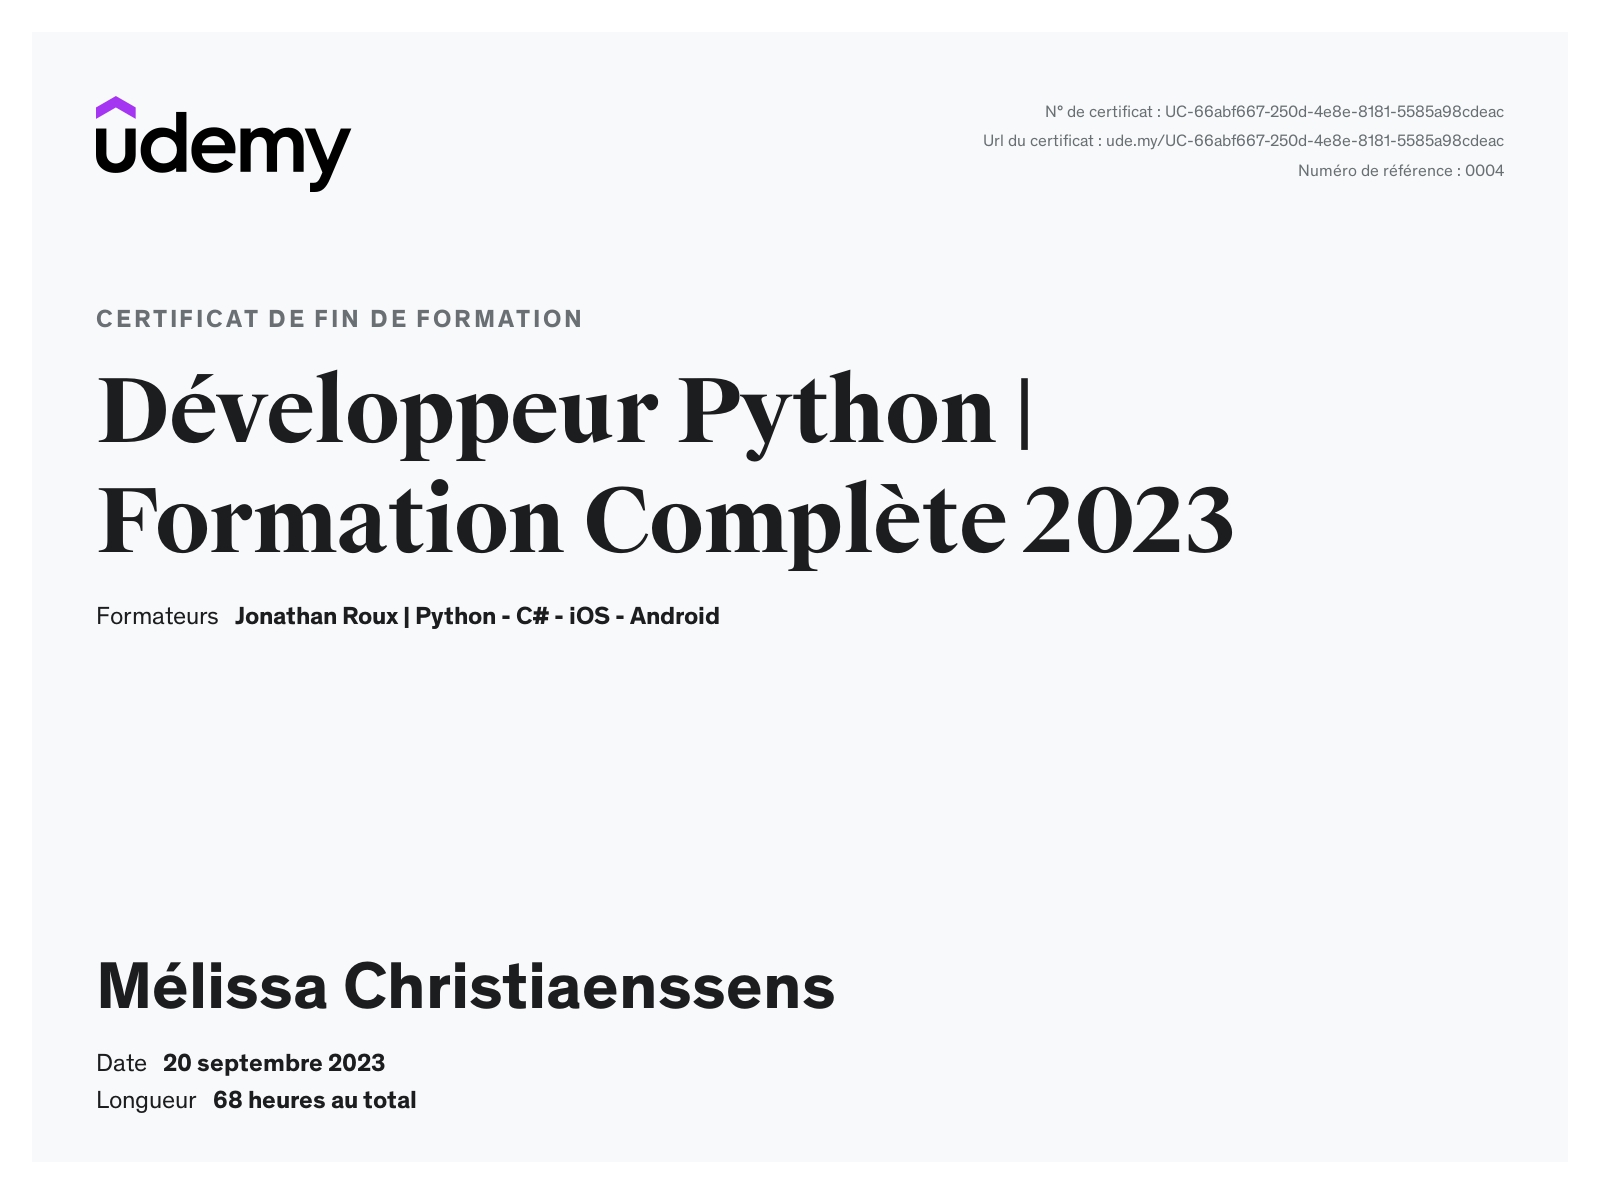 udemy
N° de certificat : UC-66abf667-250d-4e8e-8181-5585a98cdeac
Url du certificat : ude.my/UC-66abf667-250d-4e8e-8181-5585a98cdeac
Numéro de référence : 0004
CERTIFICAT DE FIN DE FORMATION
Développeur Python |
Formation Complète 2023
Formateurs Jonathan Roux | Python - C# - iOS - Android
Mélissa Christiaenssens
Date 20 septembre 2023
Longueur 68 heures au total